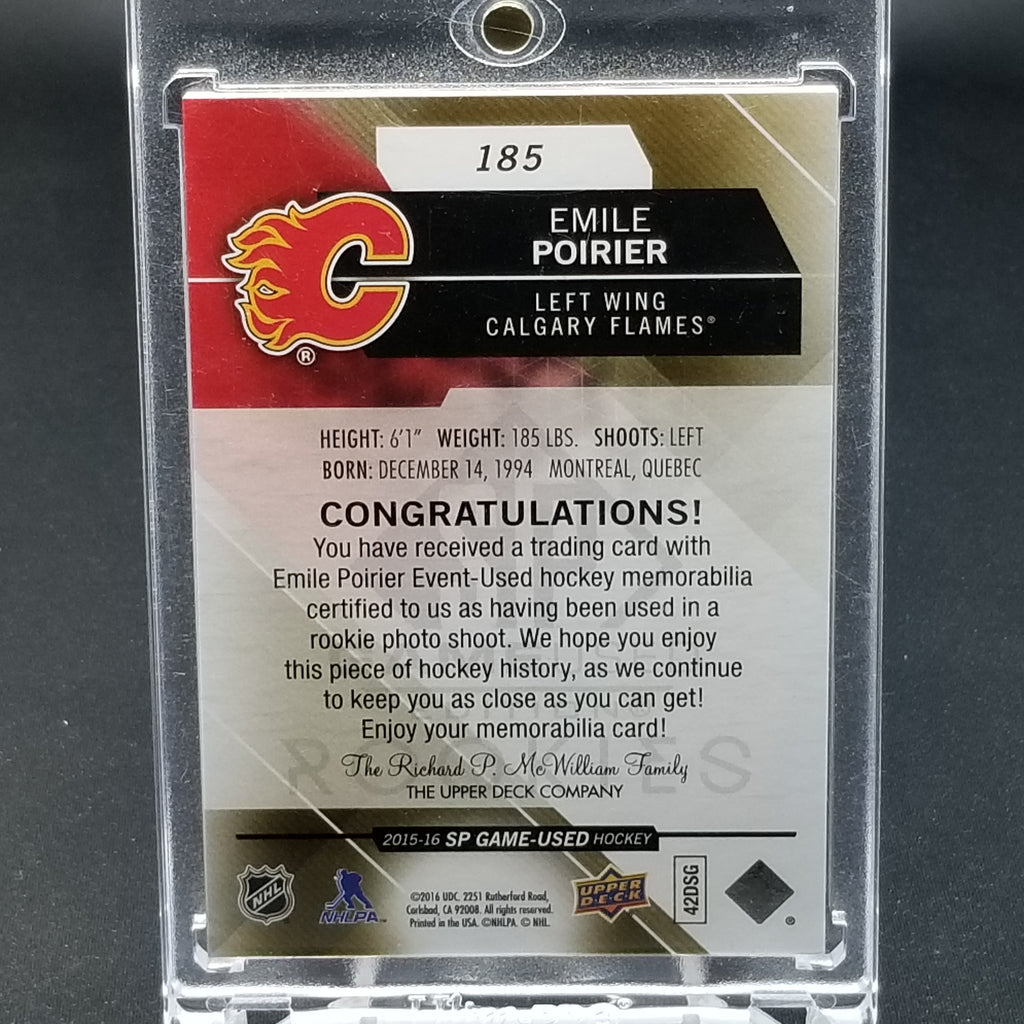 185
EMILE
POIRIER
LEFT WING
CALGARY FLAMES®
®
HEIGHT: 6'1" WEIGHT: 185 LBS. SHOOTS: LEFT
BORN: DECEMBER 14, 1994 MONTREAL, QUEBEC
CONGRATULATIONS!
You have received a trading card with
Emile Poirier Event-Used hockey memorabilia
certified to us as having been used in a
rookie photo shoot. We hope you enjoy
this piece of hockey history, as we continue
to keep you as close as you can get!
Enjoy your memorabilia card!
ROOKIES
The Richard P. McWilliam Family
THE UPPER DECK COMPANY
2015-16 SP GAME-USED HOCKEY
NHL
NHLPA™
©2016 UDC. 2251 Rutherford Road,
Carlsbad, CA 92008. All rights reserved.
Printed in the USA. ©NHLPA. © NHL.
UPPER
DECK
42DSG
®